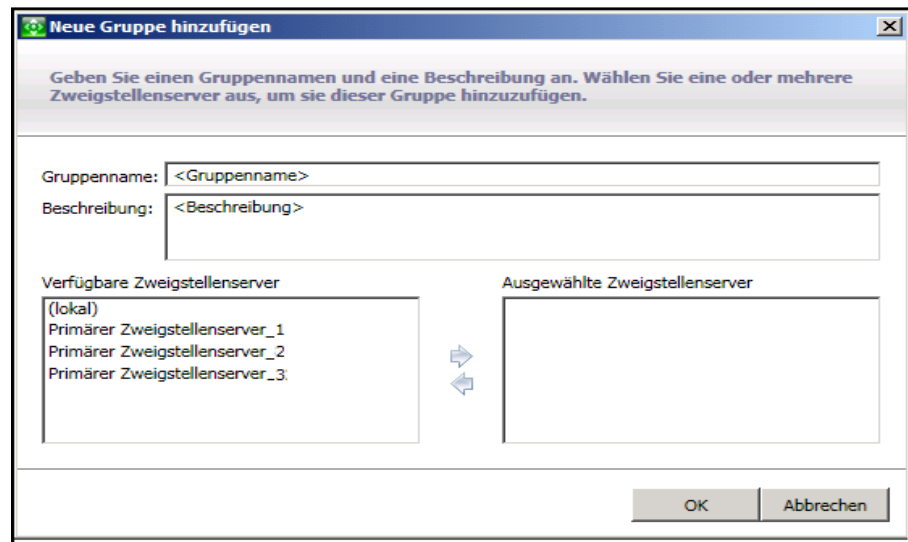 Neue Gruppe hinzufügen
Geben Sie einen Gruppennamen und eine Beschreibung an. Wählen Sie eine oder mehrere
Zweigstellenserver aus, um sie dieser Gruppe hinzuzufügen.
Gruppenname: <Gruppenname>
Beschreibung: <Beschreibung>
Verfügbare Zweigstellenserver
(lokal)
Primärer Zweigstellenserver_1
Primärer Zweigstellenserver_2
Primärer Zweigstellenserver_3
Ausgewählte Zweigstellenserver
OK
Abbrechen